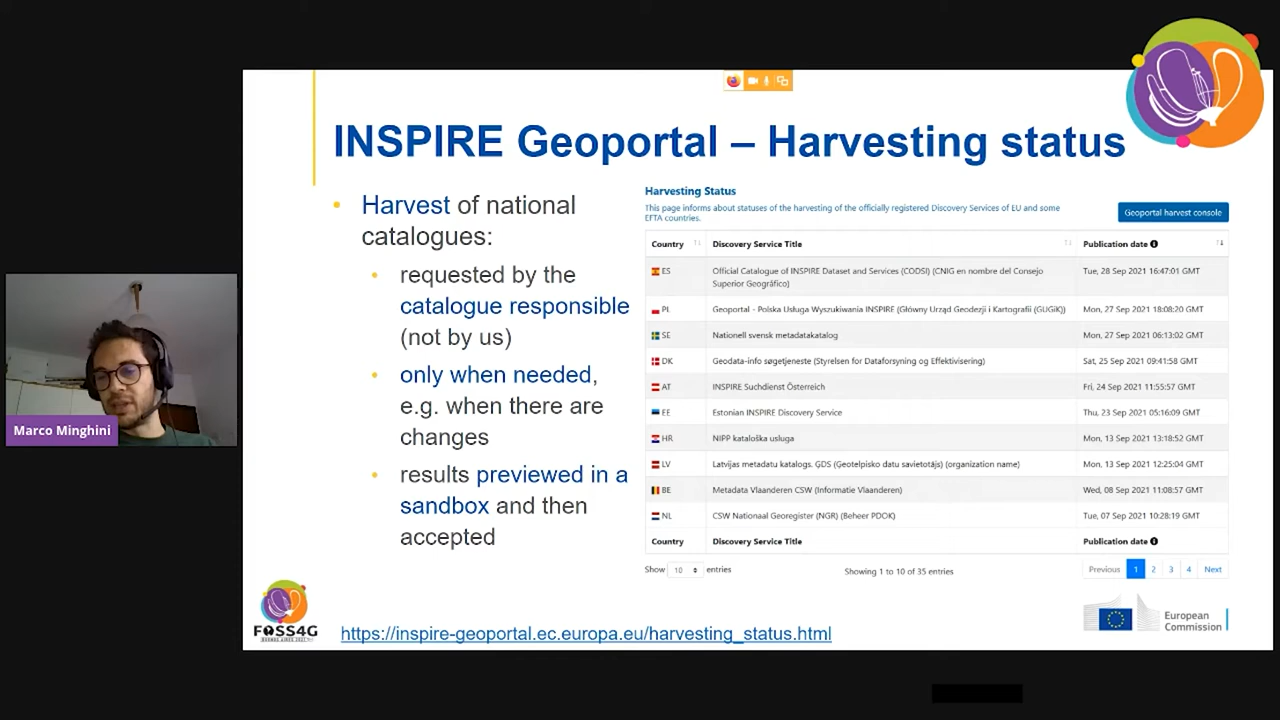 INSPIRE Geoportal – Harvesting status
• Harvest of national
catalogues:
• requested by the
catalogue responsible
(not by us)
• only when needed,
e.g. when there are
changes
• results previewed in a
sandbox and then
accepted
Harvesting Status
This page informs about statuses of the harvesting of the officially registered Discovery Services of EU and some
EFTA countries.
Geoportal harvest console
Country Discovery Service Title Publication date
ES Official Catalogue of INSPIRE Dataset and Services (CODSI) (CNIG en nombre del Consejo
Superior Geográfico) Tue, 28 Sep 2021 16:47:01 GMT
PL Geoportal - Polska Usługa Wyszukiwania INSPIRE (Główny Urząd Geodezji i Kartografii (GUGiK)) Mon, 27 Sep 2021 18:08:20 GMT
SE Nationell svensk metadatakatalog Mon, 27 Sep 2021 06:13:02 GMT
DK Geodata-info søgetjeneste (Styrelsen for Dataforsyning og Effektivisering) Sat, 25 Sep 2021 09:41:58 GMT
AT INSPIRE Suchdienst Österreich Fri, 24 Sep 2021 11:55:57 GMT
EE Estonian INSPIRE Discovery Service Thu, 23 Sep 2021 05:16:09 GMT
HR NIPP kataloška usluga Mon, 13 Sep 2021 13:18:52 GMT
LV Latvijas metadatu katalogs. GDS (Geotelpisko datu savietotājs) (organization name) Mon, 13 Sep 2021 12:25:04 GMT
BE Metadata Vlaanderen CSW (Informatie Vlaanderen) Wed, 08 Sep 2021 11:08:57 GMT
NL CSW Nationaal Georegister (NGR) (Beheer PDOK) Tue, 07 Sep 2021 10:28:19 GMT
Country Discovery Service Title Publication date
Show 10 entries Showing 1 to 10 of 35 entries Previous 1 2 3 4 Next
Marco Minghini
FOSS4G
BUENOS AIRES 2021
https://inspire-geoportal.ec.europa.eu/harvesting_status.html
European
Commission